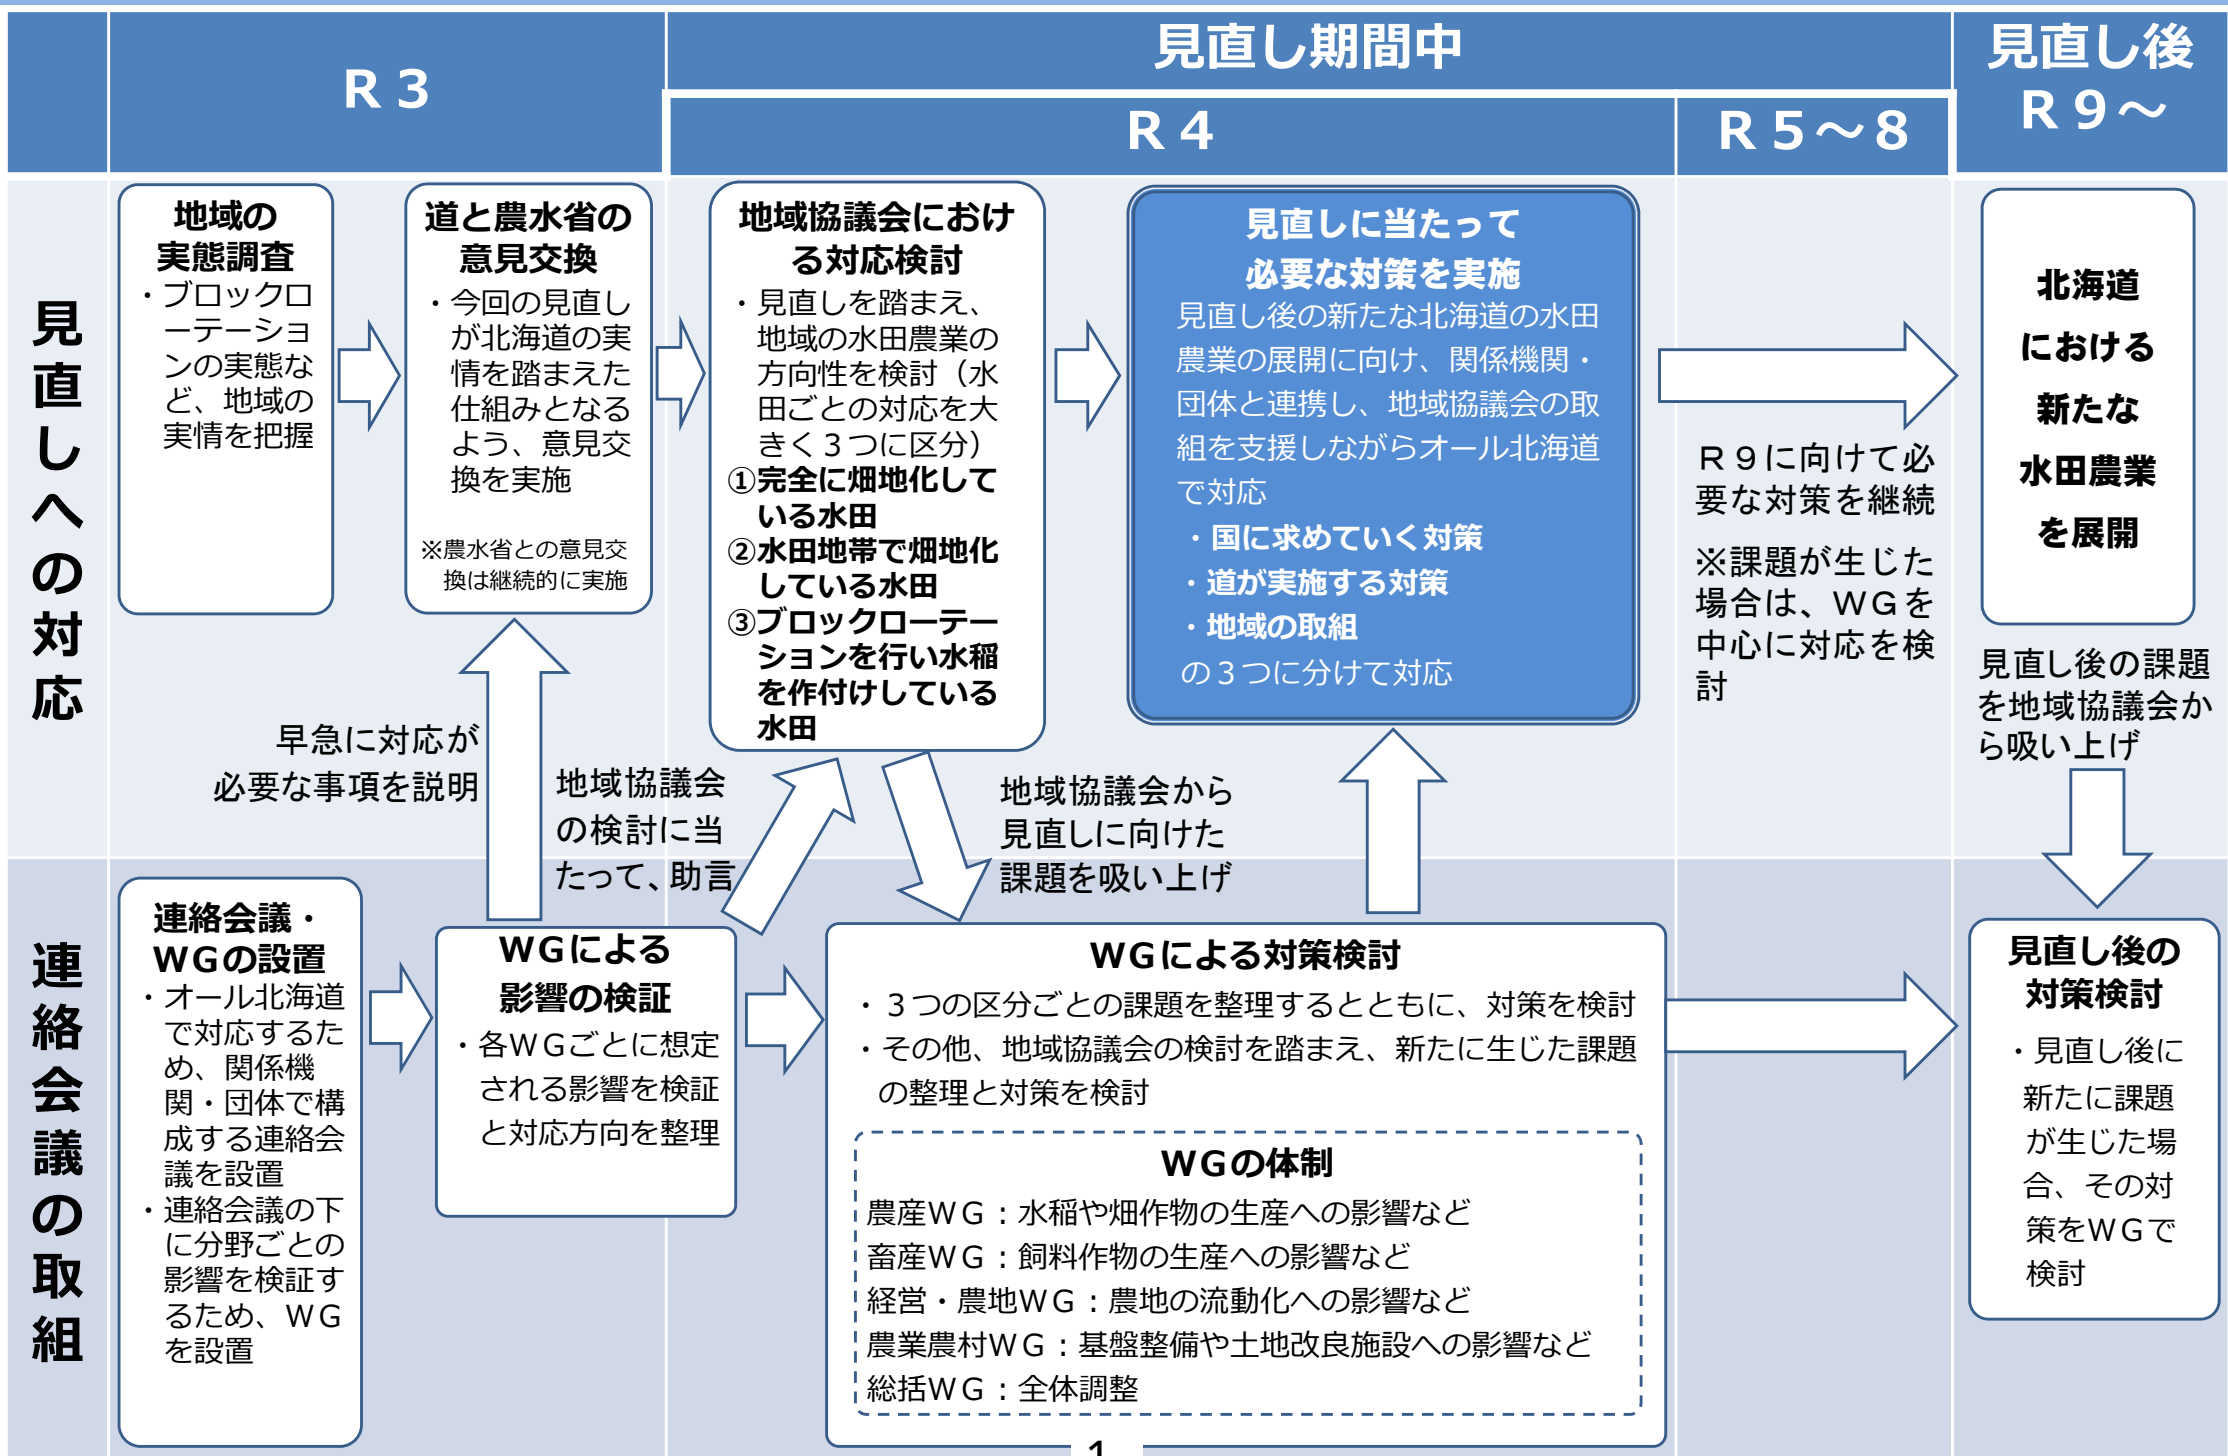 Ｒ３
見直し期間中
見直し後
Ｒ９～
Ｒ４
Ｒ５～８
見直しへの対応
地域の
実態調査
・ブロックロ
ーテーショ
ンの実態な
ど、地域の
実情を把握
道と農水省の
意見交換
・今回の見直し
が北海道の実
情を踏まえた
仕組みとなる
よう、意見交
換を実施
※農水省との意見交
換は継続的に実施
地域協議会におけ
る対応検討
・見直しを踏まえ、
地域の水田農業の
方向性を検討（水
田ごとの対応を大
きく３つに区分）
①完全に畑地化して
いる水田
②水田地帯で畑地化
している水田
③ブロックローテー
ションを行い水稲
を作付けしている
水田
見直しに当たって
必要な対策を実施
見直し後の新たな北海道の水田
農業の展開に向け、関係機関・
団体と連携し、地域協議会の取
組を支援しながらオール北海道
で対応
・国に求めていく対策
・道が実施する対策
・地域の取組
の３つに分けて対応
Ｒ９に向けて必
要な対策を継続
※課題が生じた
場合は、ＷＧを
中心に対応を検
討
北海道
における
新たな
水田農業
を展開
見直し後の課題
を地域協議会か
ら吸い上げ
早急に対応が
必要な事項を説明
地域協議会
の検討に当
たって、助言
地域協議会から
見直しに向けた
課題を吸い上げ
連絡会議の取組
連絡会議・
ＷＧの設置
・オール北海道
で対応するた
め、関係機
関・団体で構
成する連絡会
議を設置
・連絡会議の下
に分野ごとの
影響を検証す
るため、ＷＧ
を設置
ＷＧによる
影響の検証
・各ＷＧごとに想定
される影響を検証
と対応方向を整理
ＷＧによる対策検討
・３つの区分ごとの課題を整理するとともに、対策を検討
・その他、地域協議会の検討を踏まえ、新たに生じた課題
の整理と対策を検討
ＷＧの体制
農産ＷＧ：水稲や畑作物の生産への影響など
畜産ＷＧ：飼料作物の生産への影響など
経営・農地ＷＧ：農地の流動化への影響など
農業農村ＷＧ：基盤整備や土地改良施設への影響など
総括ＷＧ：全体調整
見直し後の
対策検討
・見直し後に
新たに課題
が生じた場
合、その対
策をＷＧで
検討
1